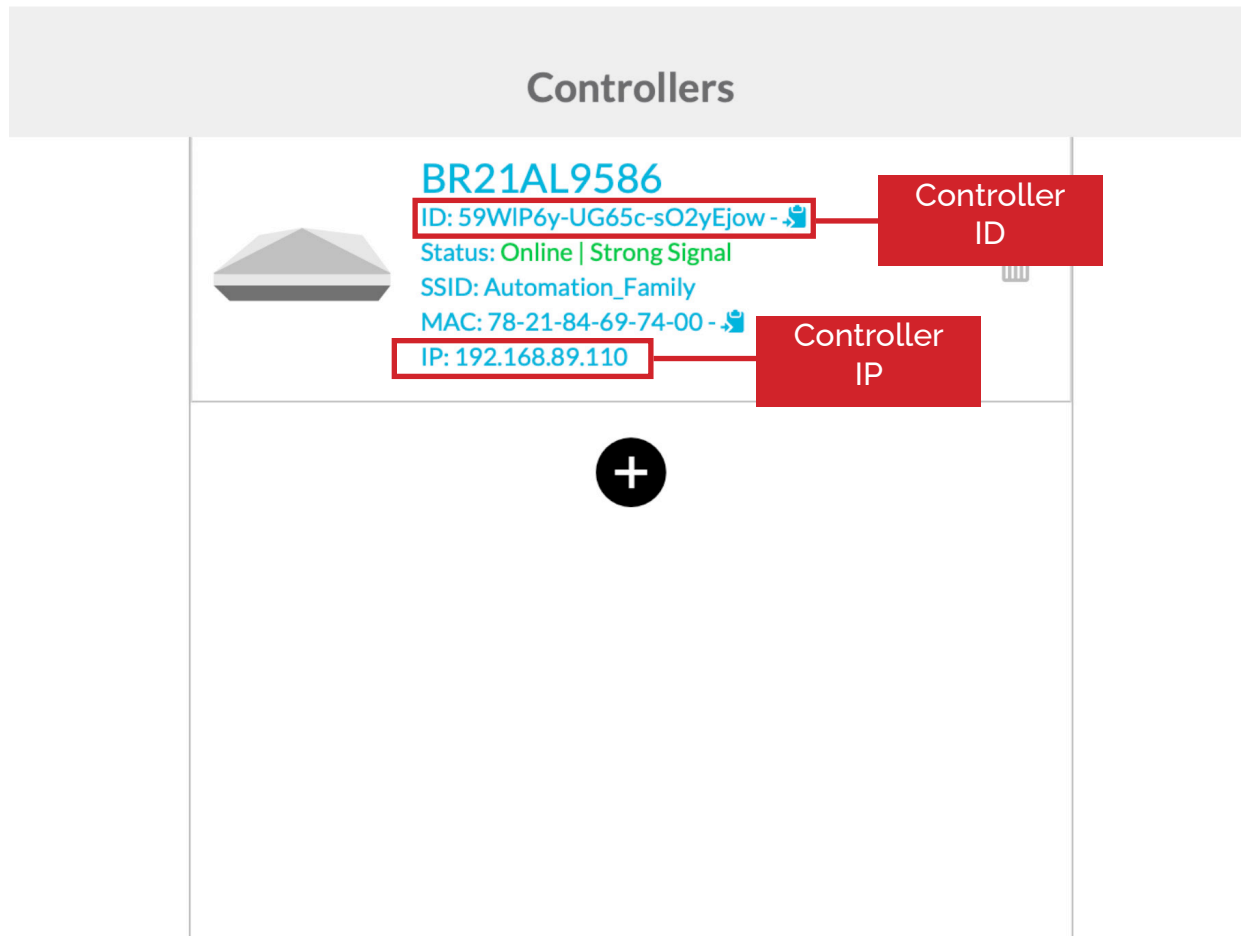 Controllers
BR21AL9586
ID: 59WlP6y-UG65c-sO2yEjow -
Controller
ID
Status: Online | Strong Signal
SSID: Automation_Family
MAC: 78-21-84-69-74-00 -
IP: 192.168.89.110
Controller
IP